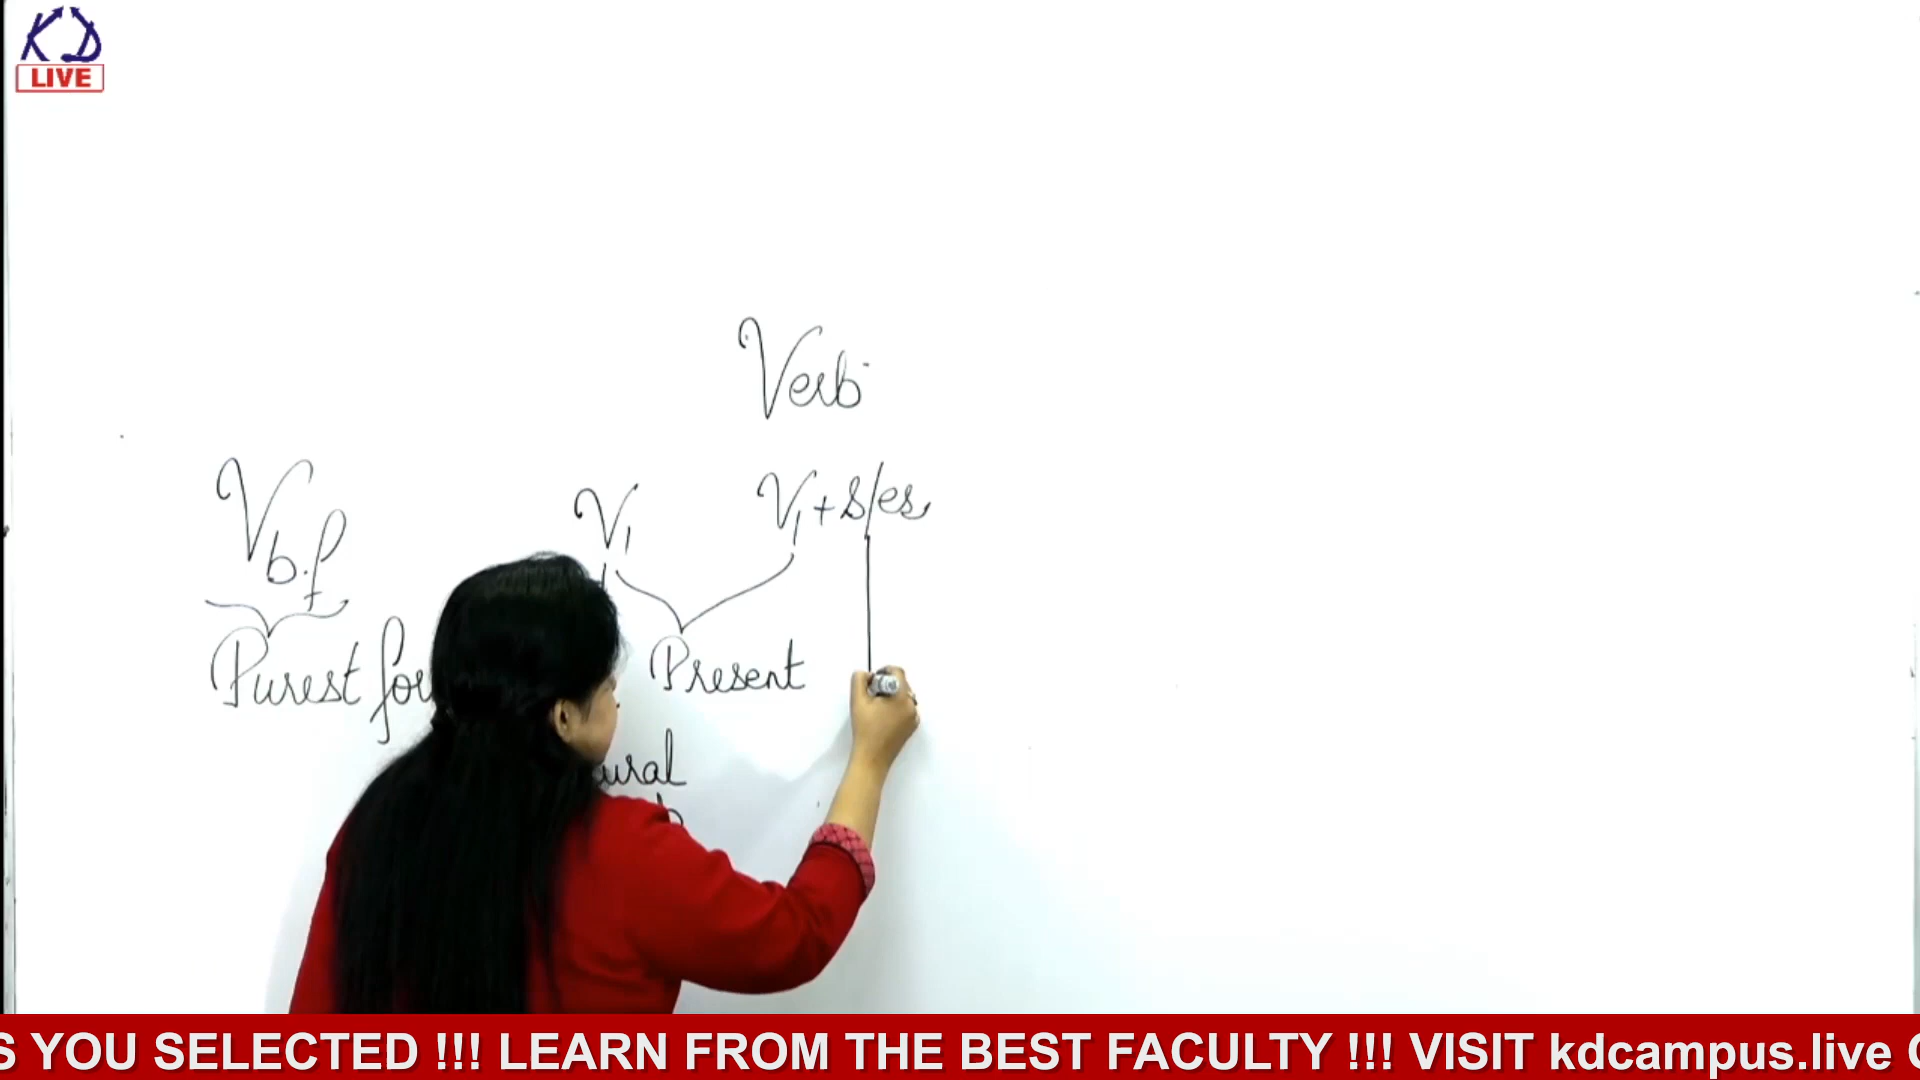 KD
LIVE
Verb
Vb.f
V1
V1 + s/es
Purest
Present
S YOU SELECTED !!! LEARN FROM THE BEST FACULTY !!! VISIT kdcampus.live